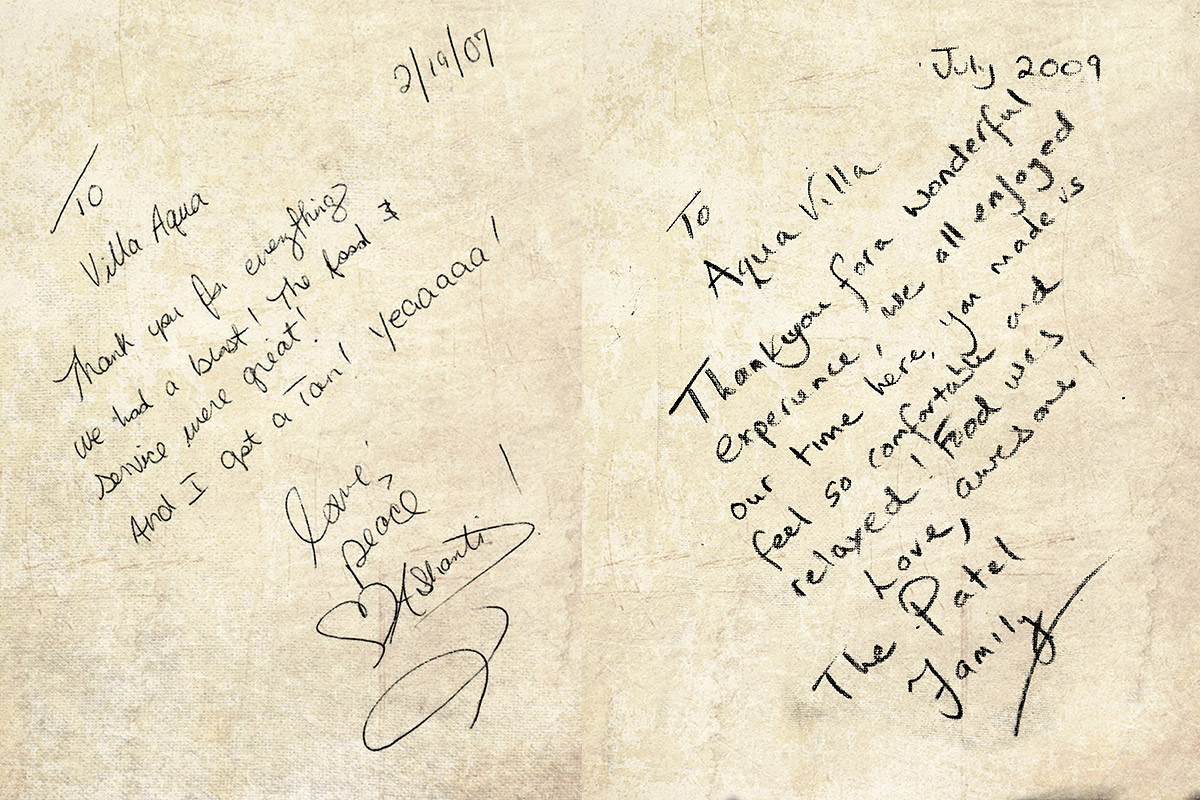 2/19/07
To
Villa Aqua
Thank you for everything
we had a blast! The food &
service were great!
And I got a Tan! Yeaaaaa!
Love,
peace
Ashanti
July 2009
To
Aqua Villa
Thankyou for a wonderful
experience, we all enjoyed
our time here, you made us
feel so comfortable and
relaxed! Food was
awesome!
Love,
The Patel
Family